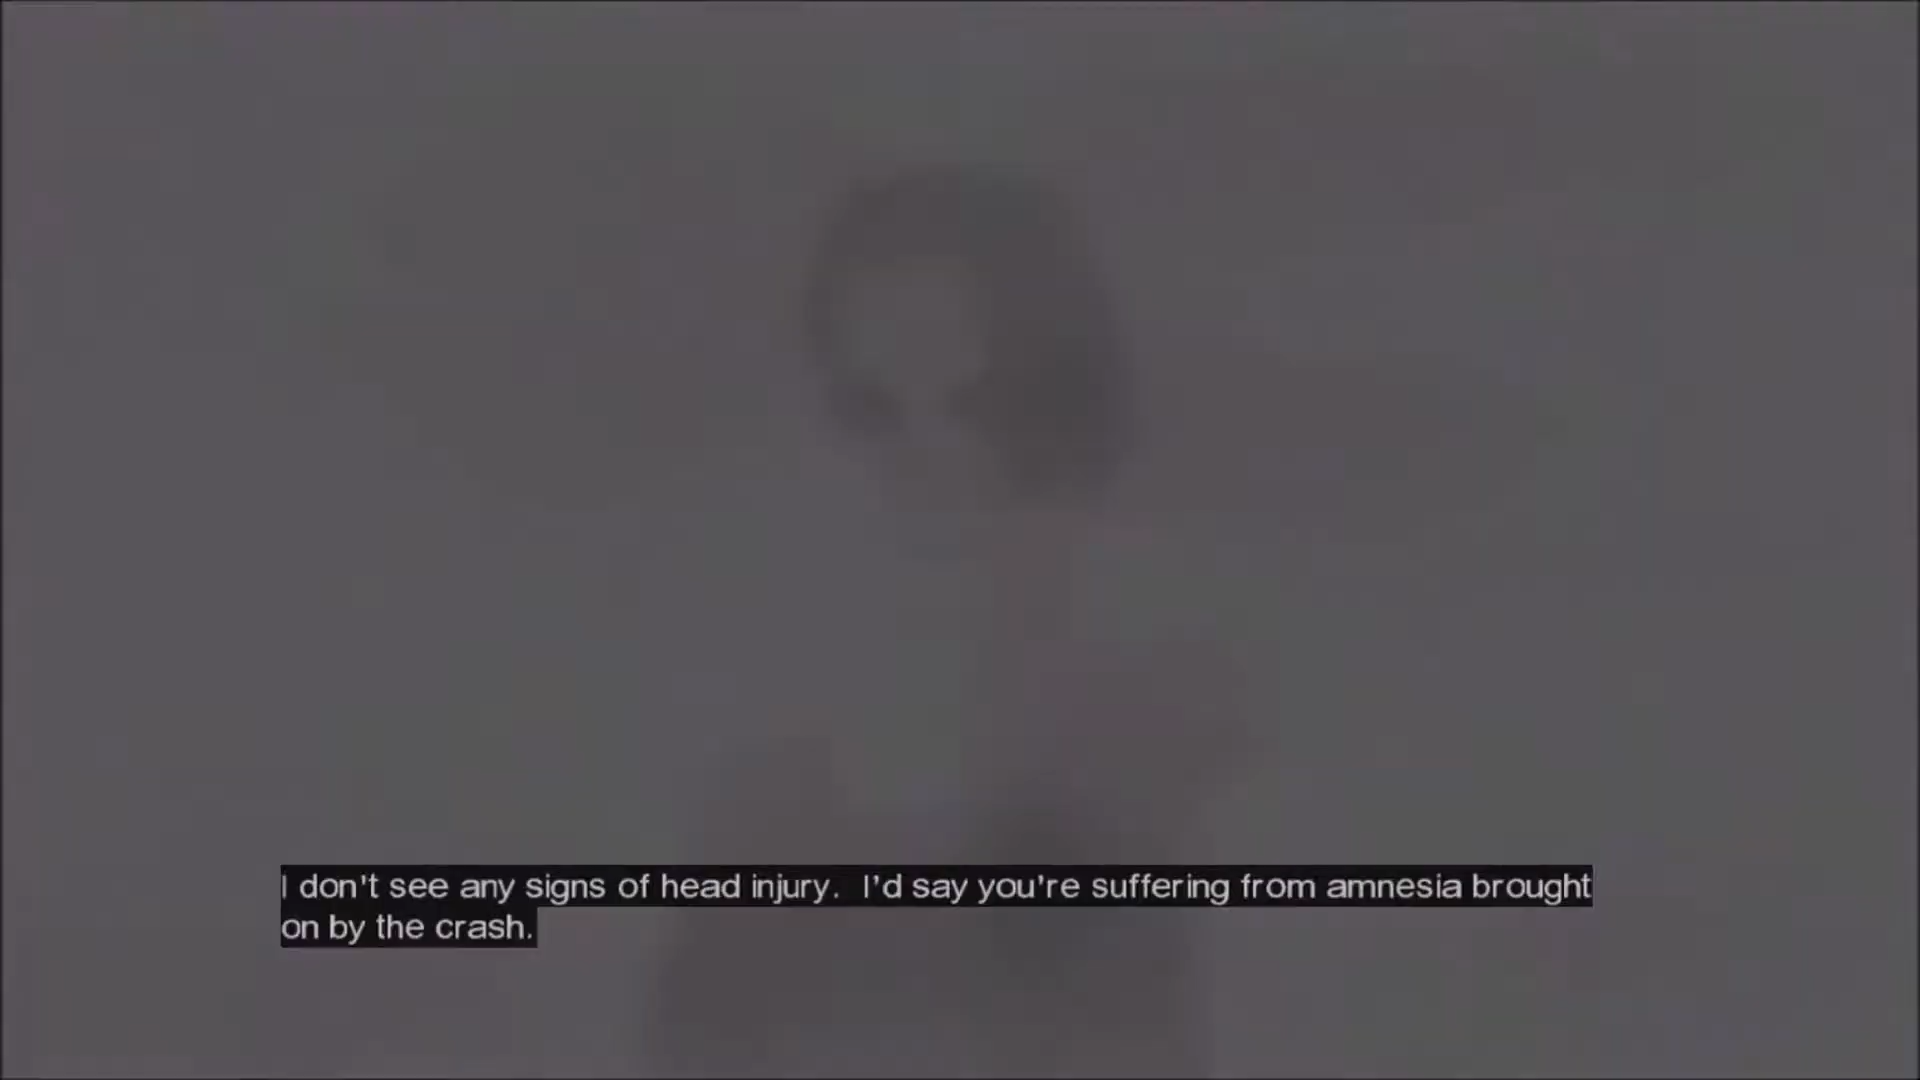 I don't see any signs of head injury.  I'd say you're suffering from amnesia brought
on by the crash.